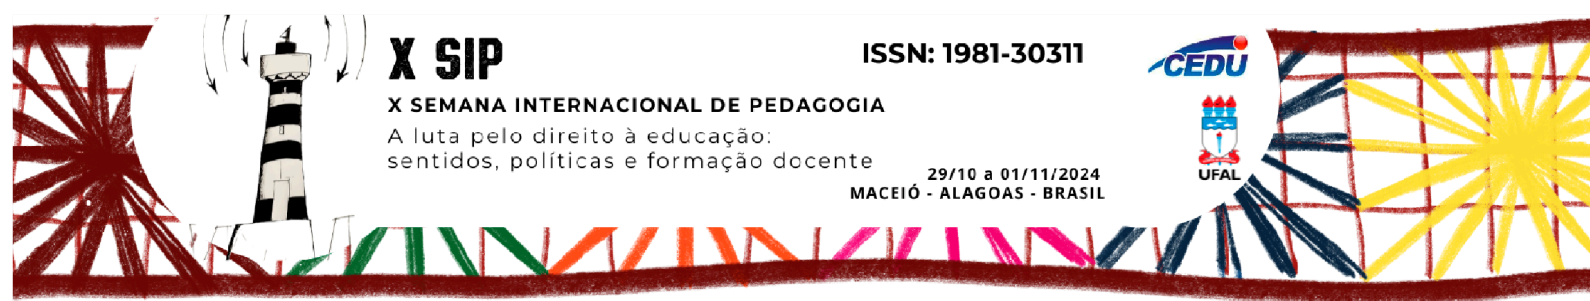 X SIP
ISSN: 1981-30311
CEDU
X SEMANA INTERNACIONAL DE PEDAGOGIA
A luta pelo direito à educação:
sentidos, políticas e formação docente
29/10 a 01/11/2024
MACEIÓ - ALAGOAS - BRASIL
UFAL